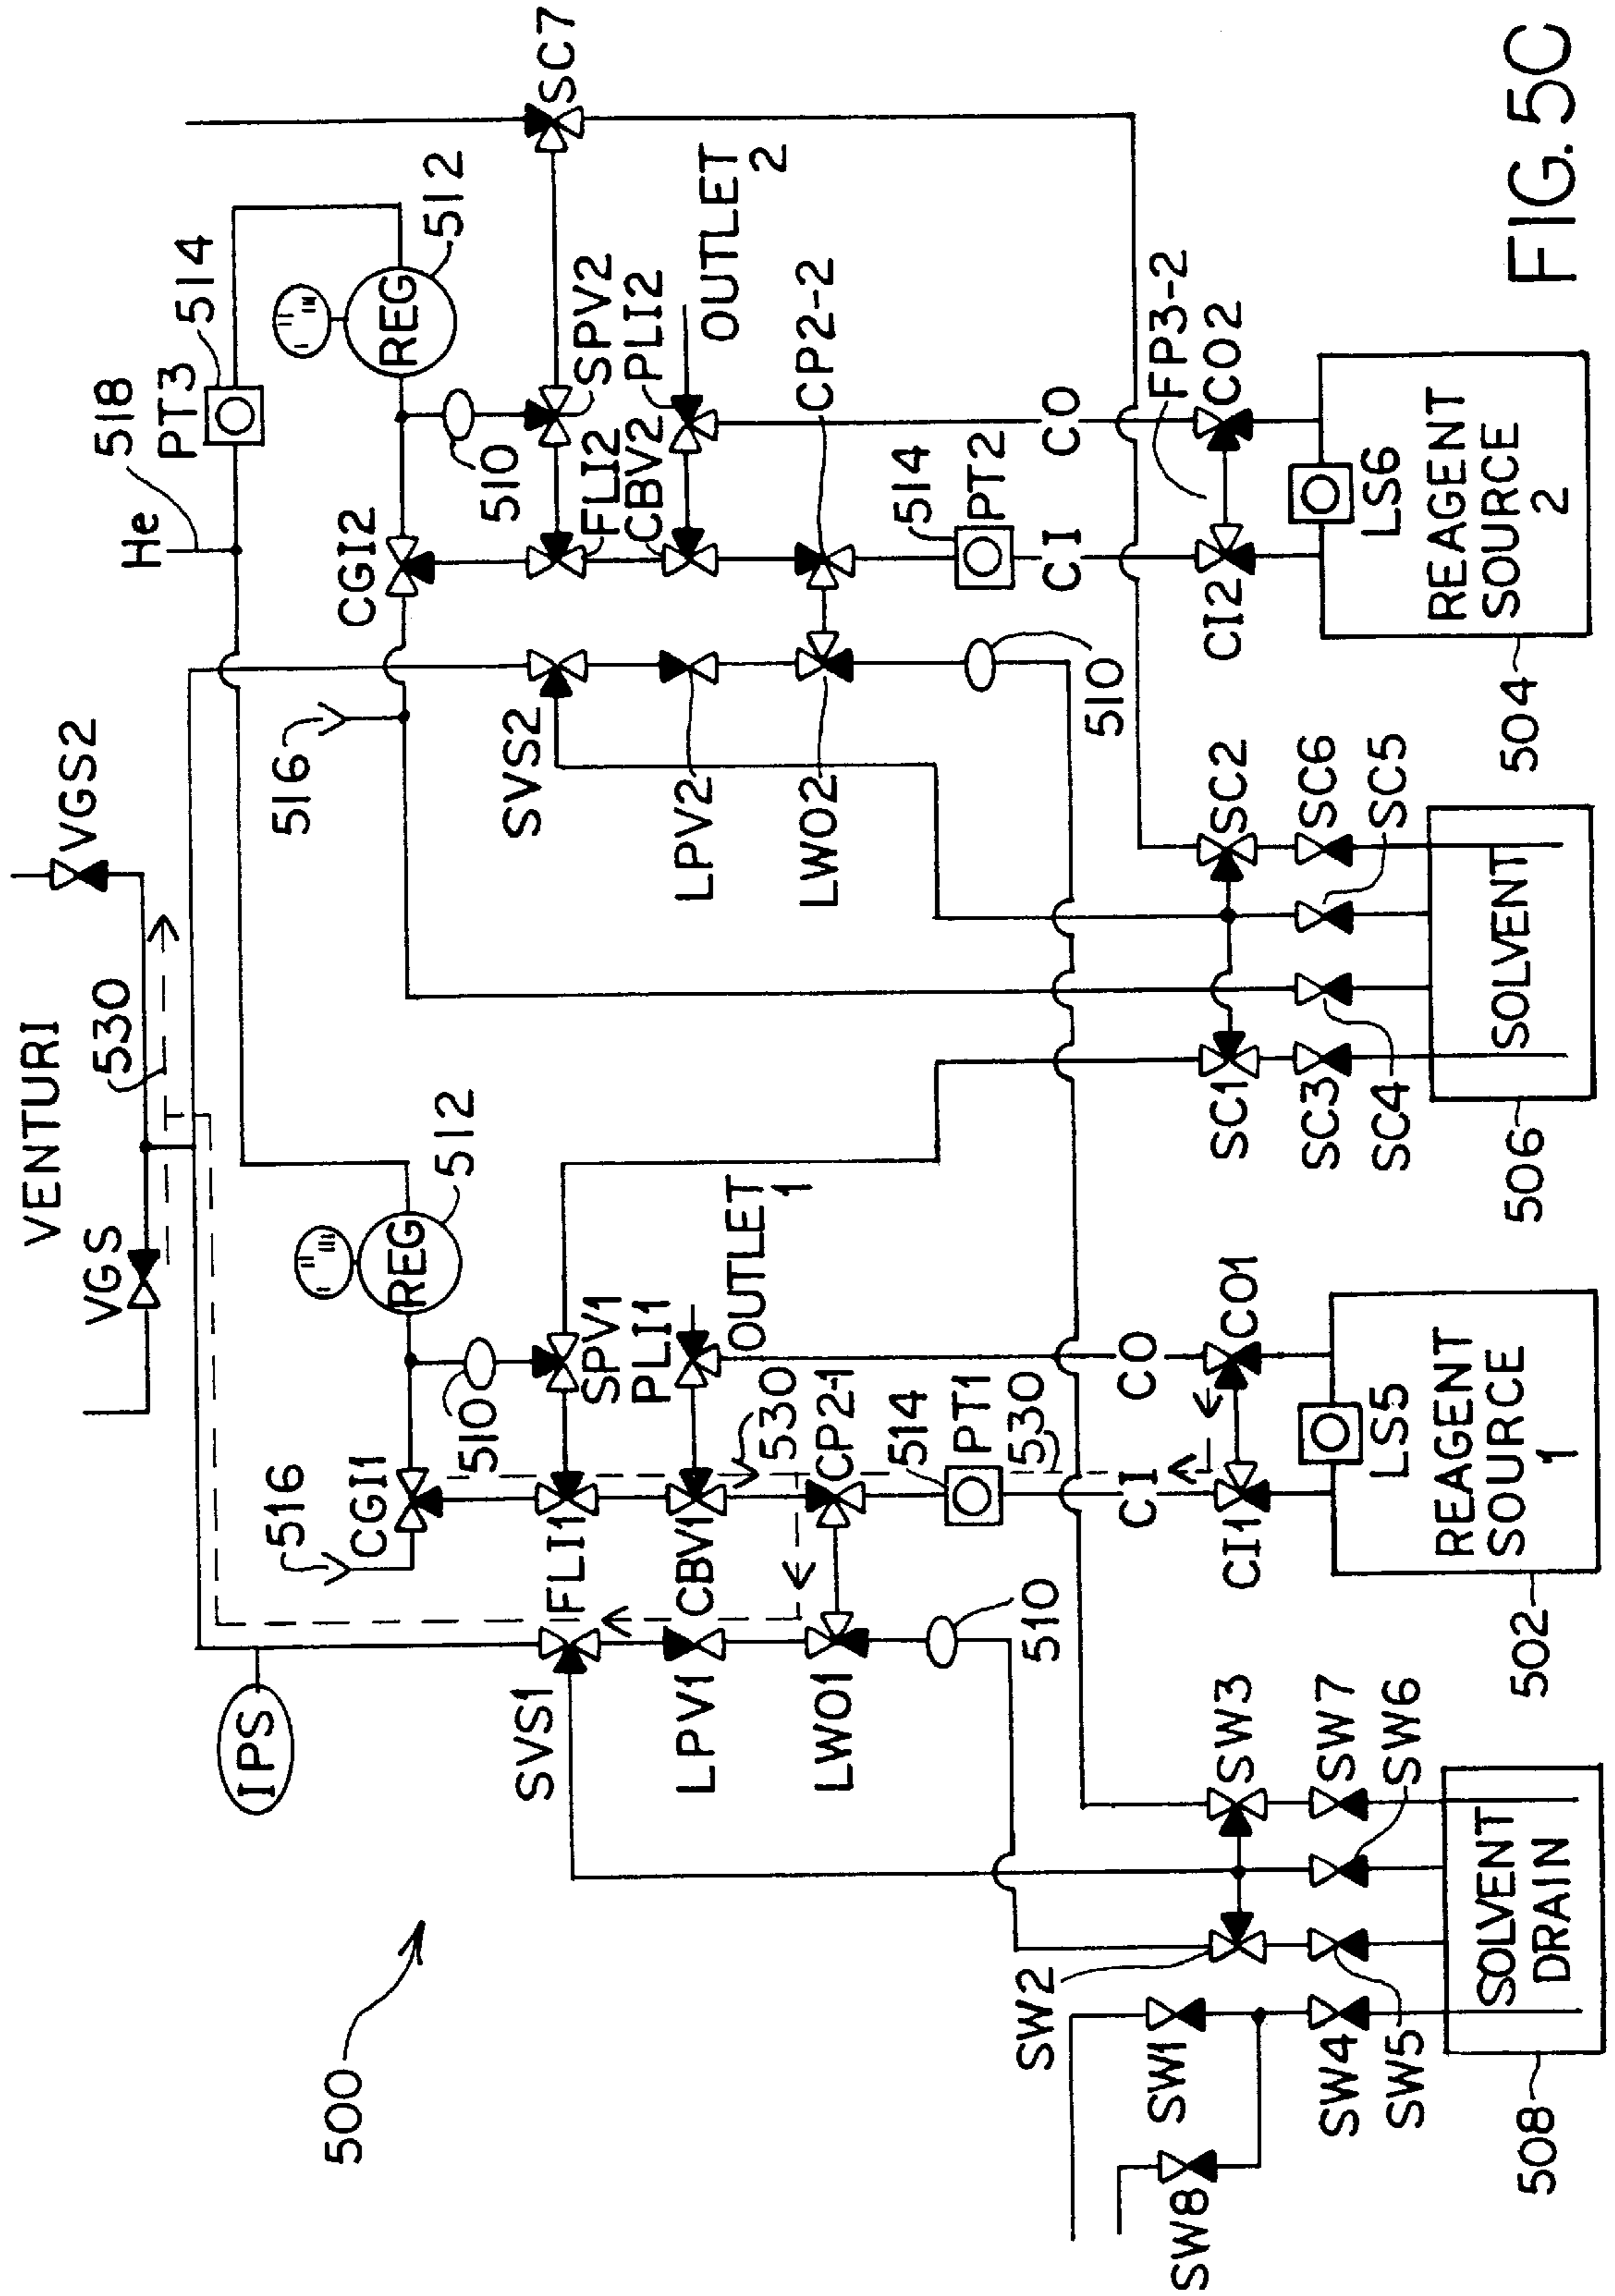 VENTURI
VGS
VGS2
530
He
518
PT3
514
512
REG
512
REG
516
516
CGI1
CGI2
510
510
SC7
SPV1
SPV2
PLI1
PLI2
OUTLET
1
OUTLET
2
FLI1
FLI2
CBV1
CBV2
530
CP2-1
CP2-2
IPS
SVS1
SVS2
LPV1
LPV2
LWO1
LWO2
514
PT1
514
PT2
530
510
510
CI
CO
CI
CO
FP3-2
CI1
CO1
CI2
CO2
LS5
LS6
REAGENT
SOURCE
1
502
REAGENT
SOURCE
2
504
SC1
SC2
SC3
SC4
SC5
SC6
SOLVENT
506
SW1
SW2
SW3
SW4
SW5
SW6
SW7
SW8
SOLVENT
DRAIN
508
500
FIG. 5C